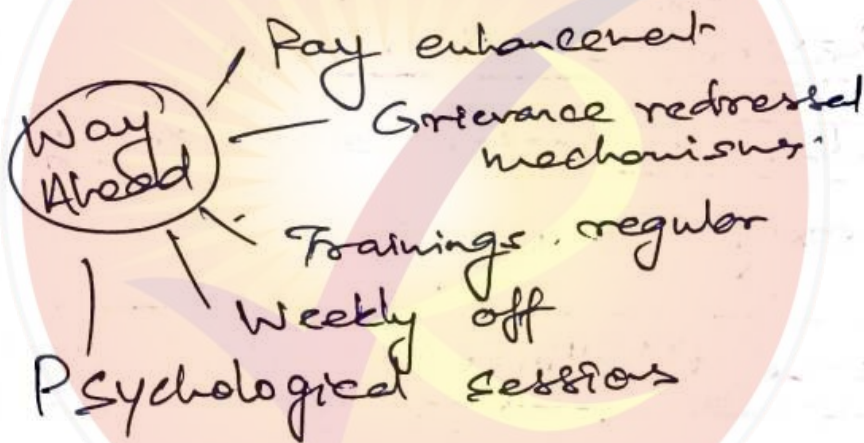 Pay enhancement
Way
Ahead
Grievance redressal
mechanisms.
Trainings regular
Weekly off
Psychological sessions